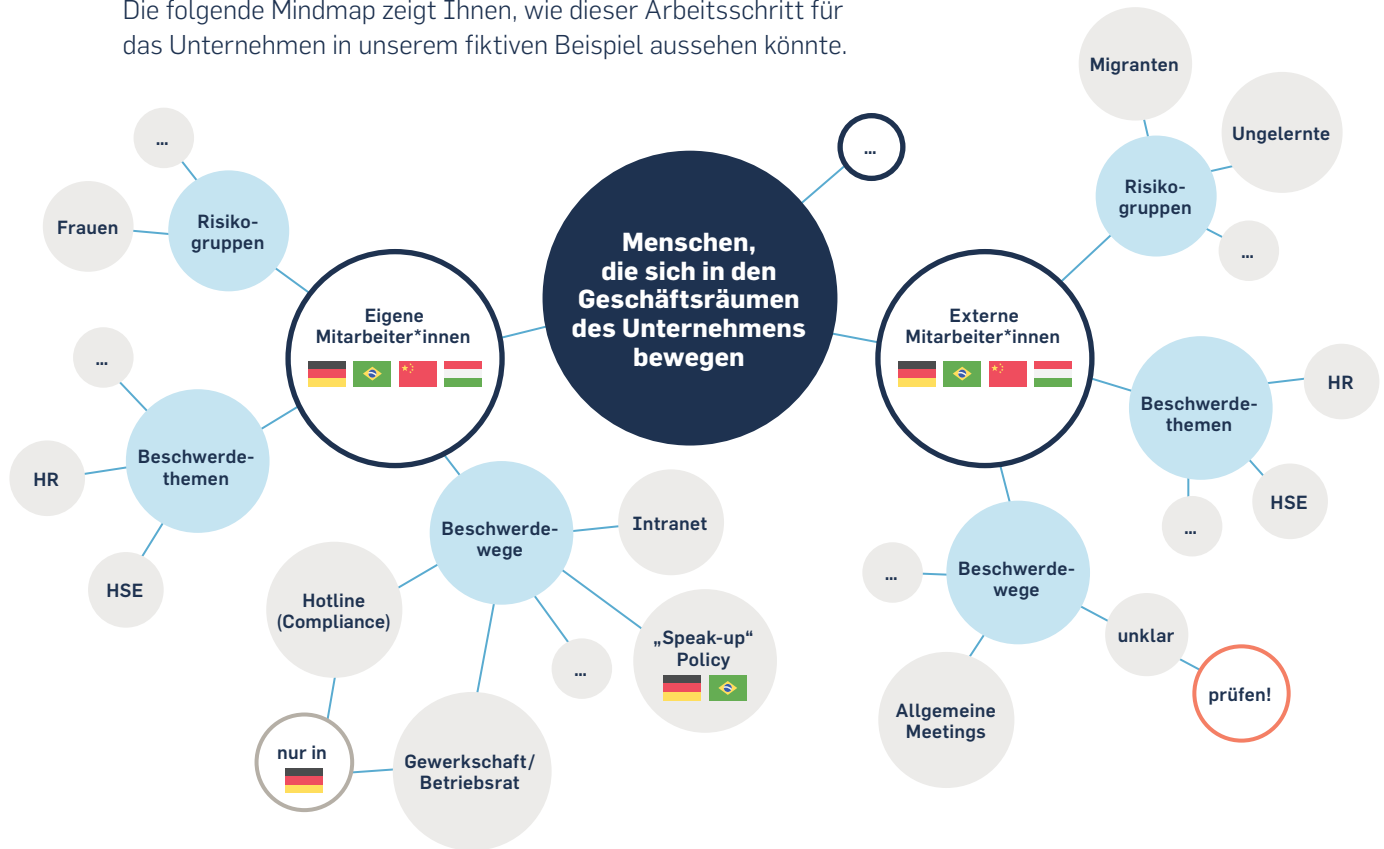 Die folgende Mindmap zeigt Ihnen, wie dieser Arbeitsschritt für
das Unternehmen in unserem fiktiven Beispiel aussehen könnte.
Menschen,
die sich in den
Geschäftsräumen
des Unternehmens
bewegen
...
Eigene
Mitarbeiter*innen
Risiko-
gruppen
...
Frauen
Beschwerde-
themen
...
HR
HSE
Beschwerde-
wege
Intranet
„Speak-up“
Policy
...
Hotline
(Compliance)
Gewerkschaft/
Betriebsrat
nur in
Externe
Mitarbeiter*innen
Risiko-
gruppen
Migranten
Ungelernte
...
Beschwerde-
themen
HR
HSE
...
Beschwerde-
wege
...
Allgemeine
Meetings
unklar
prüfen!